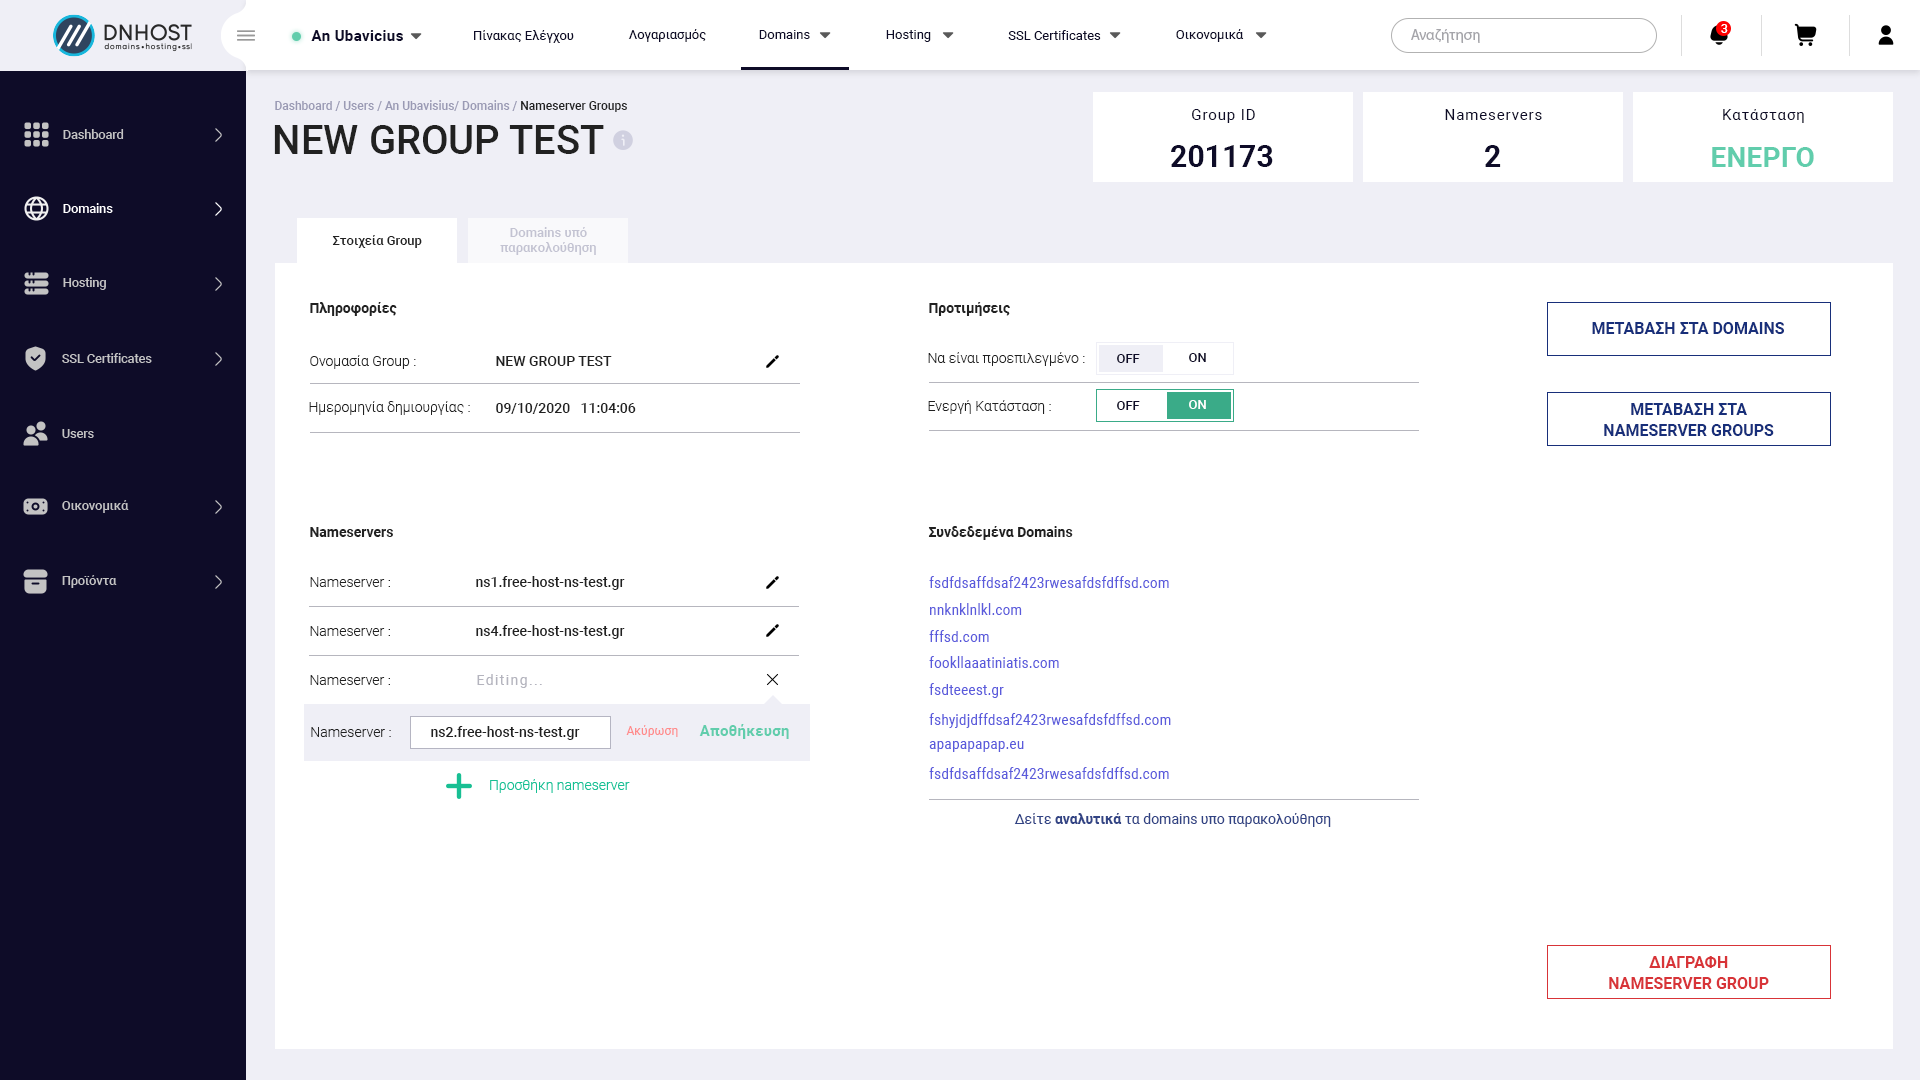 DNHOST
domains•hosting•ssl
An Ubavicius
Πίνακας Ελέγχου
Λογαριασμός
Domains
Hosting
SSL Certificates
Οικονομικά
Αναζήτηση
3
Dashboard
Domains
Hosting
SSL Certificates
Users
Οικονομικά
Προϊόντα
Dashboard / Users / An Ubavisius/ Domains / Nameserver Groups
NEW GROUP TEST
i
Group ID
201173
Nameservers
2
Κατάσταση
ΕΝΕΡΓΟ
Στοιχεία Group
Domains υπό
παρακολούθηση
Πληροφορίες
Ονομασία Group :
NEW GROUP TEST
Ημερομηνία δημιουργίας :
09/10/2020 11:04:06
Προτιμήσεις
Να είναι προεπιλεγμένο :
OFF
ON
Ενεργή Κατάσταση :
OFF
ON
ΜΕΤΑΒΑΣΗ ΣΤΑ DOMAINS
ΜΕΤΑΒΑΣΗ ΣΤΑ
NAMESERVER GROUPS
Nameservers
Nameserver :
ns1.free-host-ns-test.gr
Nameserver :
ns4.free-host-ns-test.gr
Nameserver :
Editing...
Nameserver :
ns2.free-host-ns-test.gr
Ακύρωση
Αποθήκευση
Προσθήκη nameserver
Συνδεδεμένα Domains
fsdfdsaffdsaf2423rwesafdsfdffsd.com
nnknklnlkl.com
fffsd.com
fookllaaatiniatis.com
fsdteeest.gr
fshyjdjdffdsaf2423rwesafdsfdffsd.com
apapapapap.eu
fsdfdsaffdsaf2423rwesafdsfdffsd.com
Δείτε αναλυτικά τα domains υπο παρακολούθηση
ΔΙΑΓΡΑΦΗ
NAMESERVER GROUP